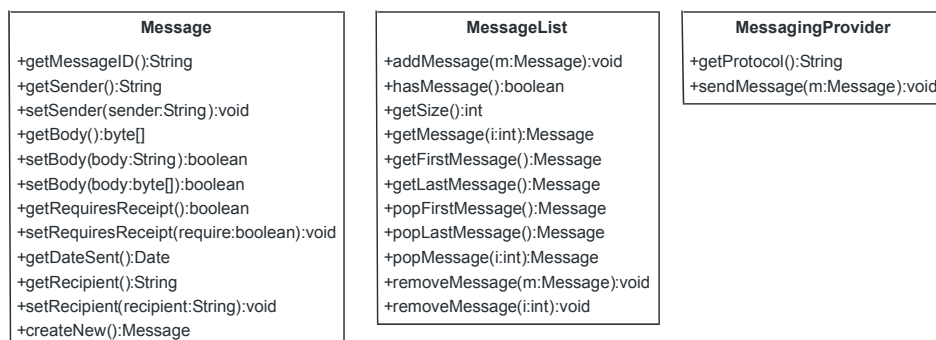 Message
+getMessageID():String
+getSender():String
+setSender(sender:String):void
+getBody():byte[]
+setBody(body:String):boolean
+setBody(body:byte[]):boolean
+getRequiresReceipt():boolean
+setRequiresReceipt(require:boolean):void
+getDateSent():Date
+getRecipient():String
+setRecipient(recipient:String):void
+createNew():Message
MessageList
+addMessage(m:Message):void
+hasMessage():boolean
+getSize():int
+getMessage(i:int):Message
+getFirstMessage():Message
+getLastMessage():Message
+popFirstMessage():Message
+popLastMessage():Message
+popMessage(i:int):Message
+removeMessage(m:Message):void
+removeMessage(i:int):void
MessagingProvider
+getProtocol():String
+sendMessage(m:Message):void